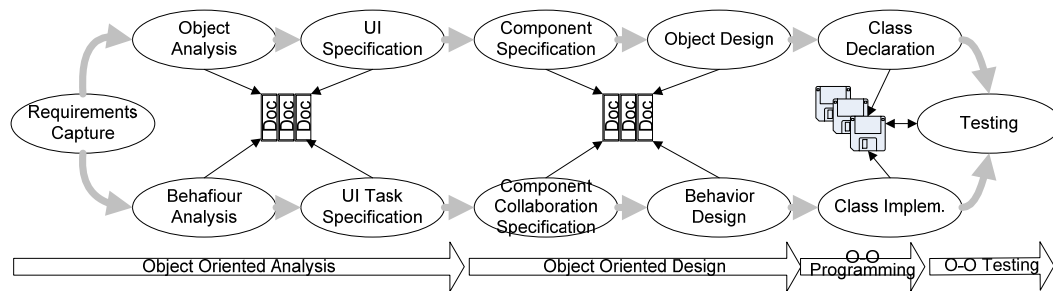 Object
Analysis
UI
Specification
Component
Specification
Object Design
Class
Declaration
Requirements
Capture
Doc
Doc
Doc
Doc
Doc
Doc
Testing
Behafiour
Analysis
UI Task
Specification
Component
Collaboration
Specification
Behavior
Design
Class Implem.
Object Oriented Analysis
Object Oriented Design
O-O
Programming
O-O Testing